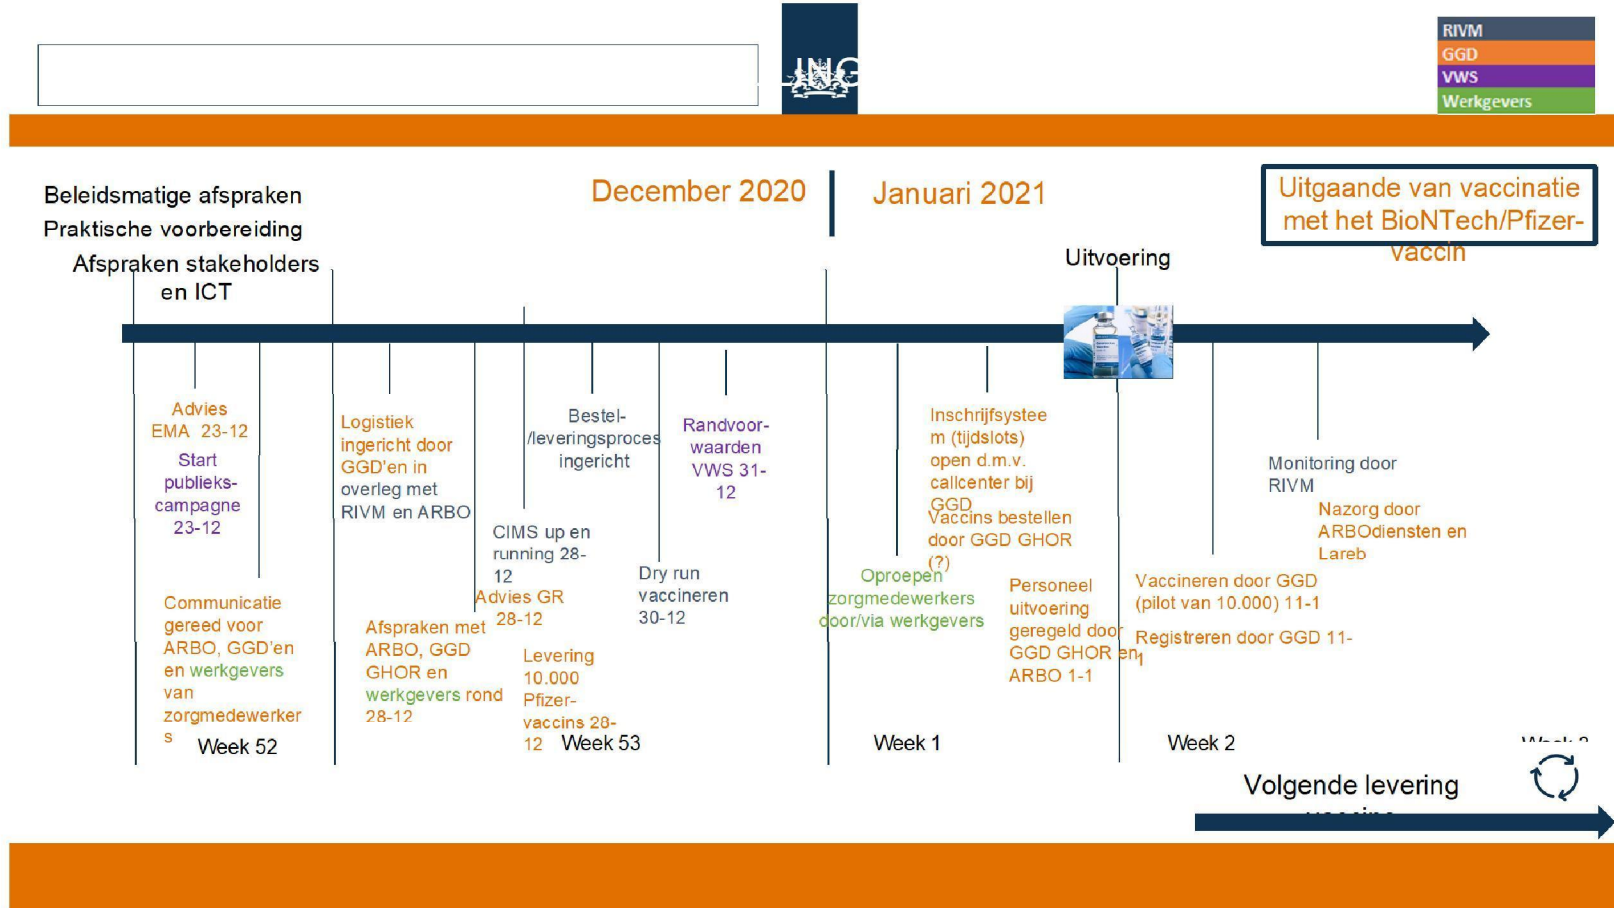 LING
RIVM
GGD
VWS
Werkgevers
Beleidsmatige afspraken
Praktische voorbereiding
Afspraken stakeholders
en ICT
December 2020
Januari 2021
Uitgaande van vaccinatie
met het BioNTech/Pfizer-
vaccin
Uitvoering
Advies
EMA 23-12
Start
publieks-
campagne
23-12
Communicatie
gereed voor
ARBO, GGD'en
en werkgevers
van
zorgmedewerker
s
Week 52
Logistiek
ingericht door
GGD'en in
overleg met
RIVM en ARBO
Afspraken met
ARBO, GGD
GHOR en
werkgevers rond
28-12
Bestel-
/leveringsproces
ingericht
CIMS up en
running 28-
12
Advies GR
28-12
Levering
10.000
Pfizer-
vaccins 28-
12
Week 53
Dry run
vaccineren
30-12
Randvoor-
waarden
VWS 31-
12
Inschrijfsystee
m (tijdslots)
open d.m.v.
callcenter bij
GGD
Vaccins bestellen
door GGD GHOR
(?)
Oproepen
zorgmedewerkers
door/via werkgevers
Personeel
uitvoering
geregeld door
GGD GHOR en
ARBO 1-1
Week 1
Monitoring door
RIVM
Nazorg door
ARBOdiensten en
Lareb
Vaccineren door GGD
(pilot van 10.000) 11-1
Registreren door GGD 11-
1
Week 2
Volgende levering